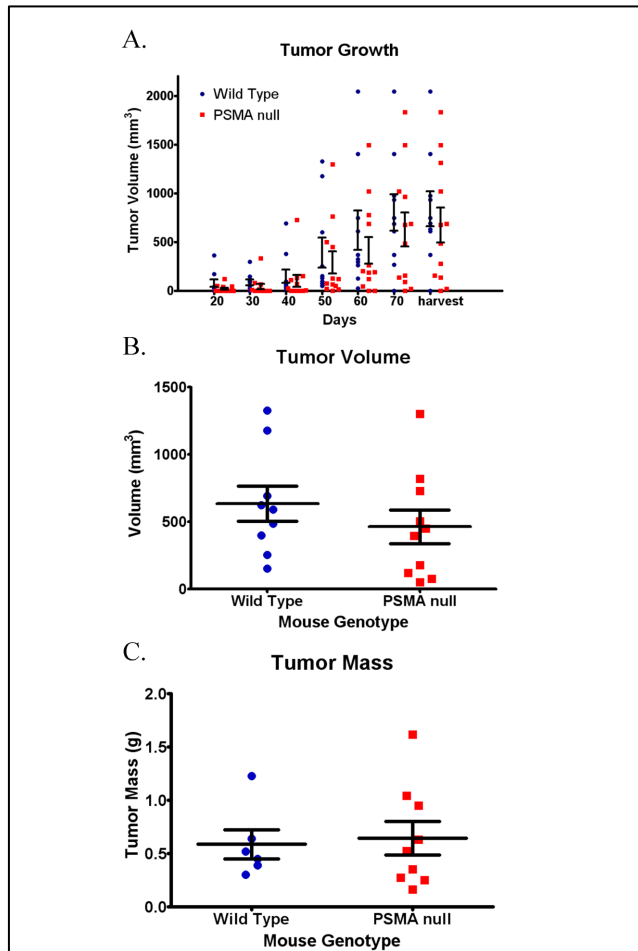 A.
Tumor Growth
Wild Type
PSMA null
Tumor Volume (mm³)
2000
1500
1000
500
0
20 30 40 50 60 70 harvest
Days
B.
Tumor Volume
Volume (mm³)
1500
1000
500
0
Wild Type PSMA null
Mouse Genotype
C.
Tumor Mass
Tumor Mass (g)
2.0
1.5
1.0
0.5
0.0
Wild Type PSMA null
Mouse Genotype